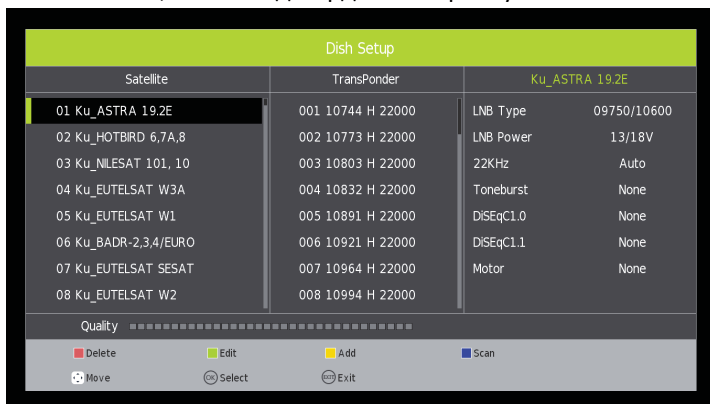 Dish Setup
Satellite TransPonder Ku_ASTRA 19.2E
01 Ku_ASTRA 19.2E 001 10744 H 22000 LNB Type 09750/10600
02 Ku_HOTBIRD 6,7A,8 002 10773 H 22000 LNB Power 13/18V
03 Ku_NILESAT 101, 10 003 10803 H 22000 22KHz Auto
04 Ku_EUTELSAT W3A 004 10832 H 22000 Toneburst None
05 Ku_EUTELSAT W1 005 10891 H 22000 DiSEqC1.0 None
06 Ku_BADR-2,3,4/EURO 006 10921 H 22000 DiSEqC1.1 None
07 Ku_EUTELSAT SESAT 007 10964 H 22000 Motor None
08 Ku_EUTELSAT W2 008 10994 H 22000
Quality
Delete Edit Add Scan
Move OK Select EXIT Exit